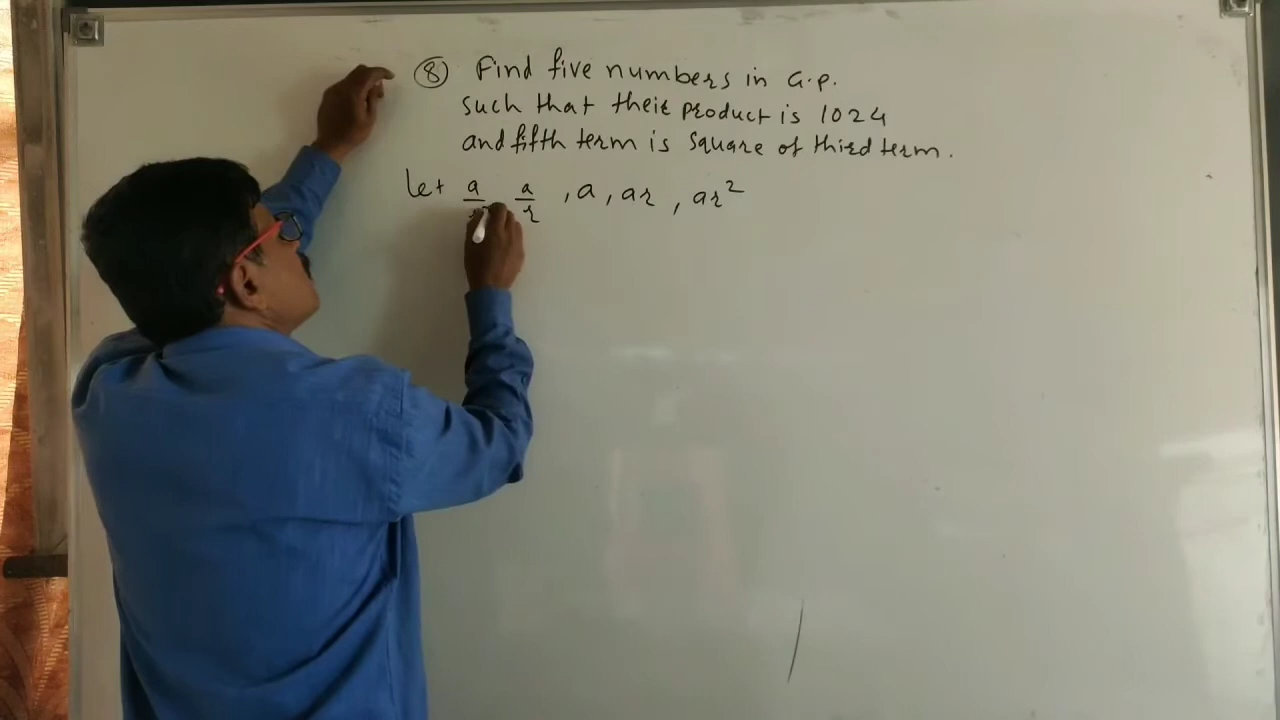 ⑧ Find five numbers in G.P.
such that their product is 1024
and fifth term is square of third term.
Let a/r², a/r, a, ar, ar²